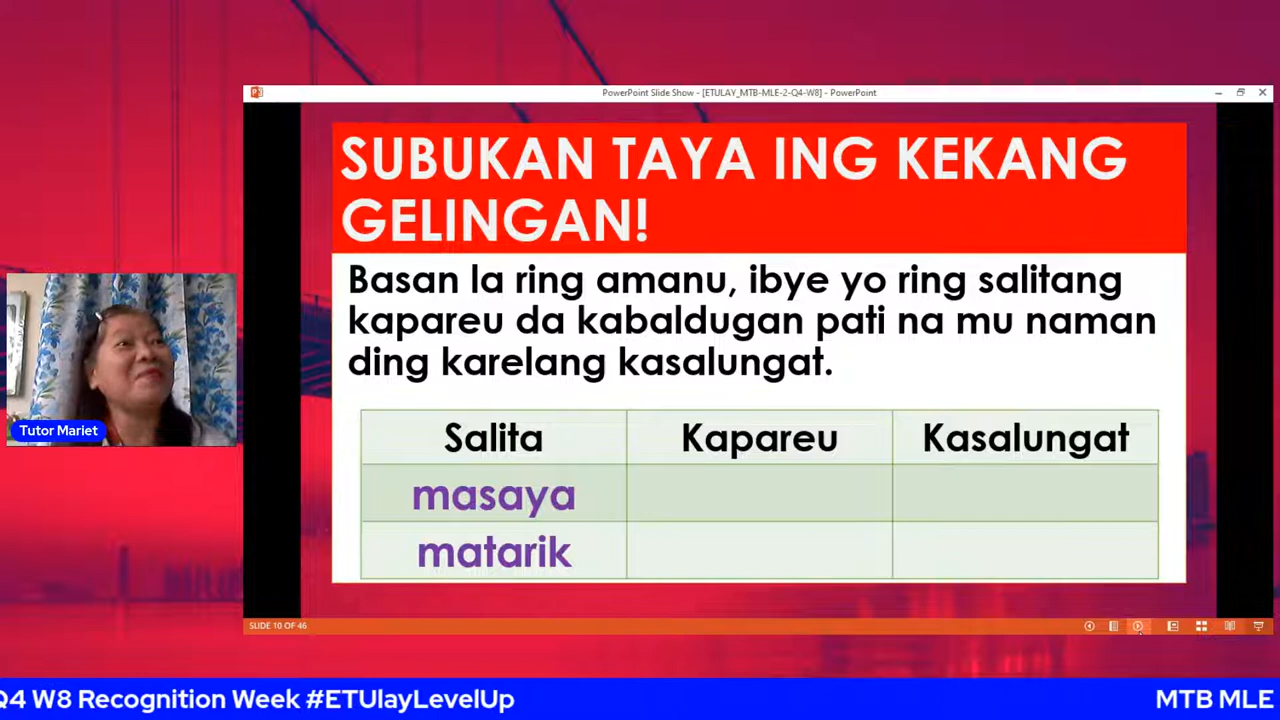 PowerPoint Slide Show - [ETULAY_MTB-MLE-2-Q4-W8] - PowerPoint
SUBUKAN TAYA ING KEKANG
GELINGAN!
Basan la ring amanu, ibye yo ring salitang
kapareu da kabaldugan pati na mu naman
ding karelang kasalungat.
Salita Kapareu Kasalungat
masaya
matarik
Tutor Mariet
SLIDE 10 OF 46
Q4 W8 Recognition Week #ETUlayLevelUp MTB MLE